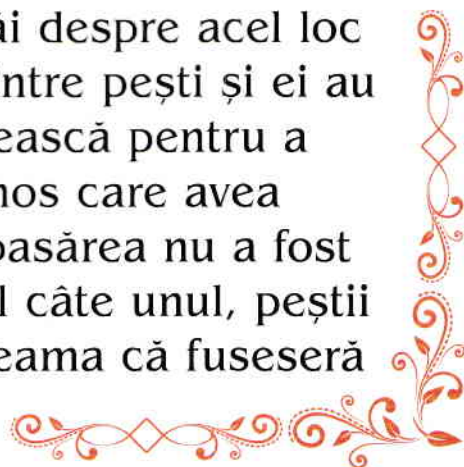 ăi despre acel loc
între pești și ei au
ească pentru a
nos care avea
pasărea nu a fost
l câte unul, peștii
eama că fuseseră